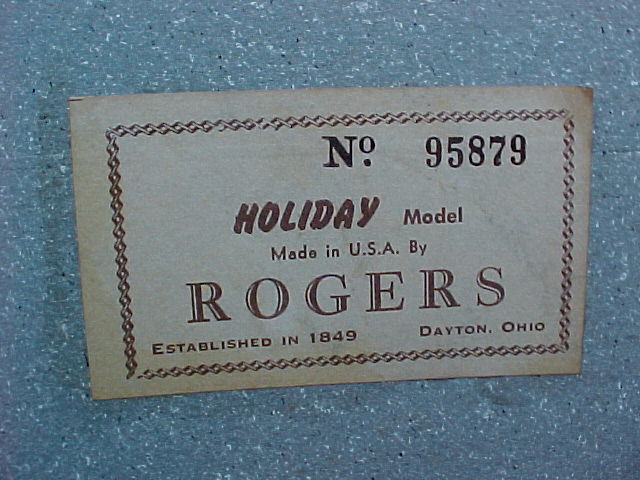 Nº. 95879
HOLIDAY Model
Made in U.S.A. By
ROGERS
ESTABLISHED IN 1849 DAYTON, OHIO